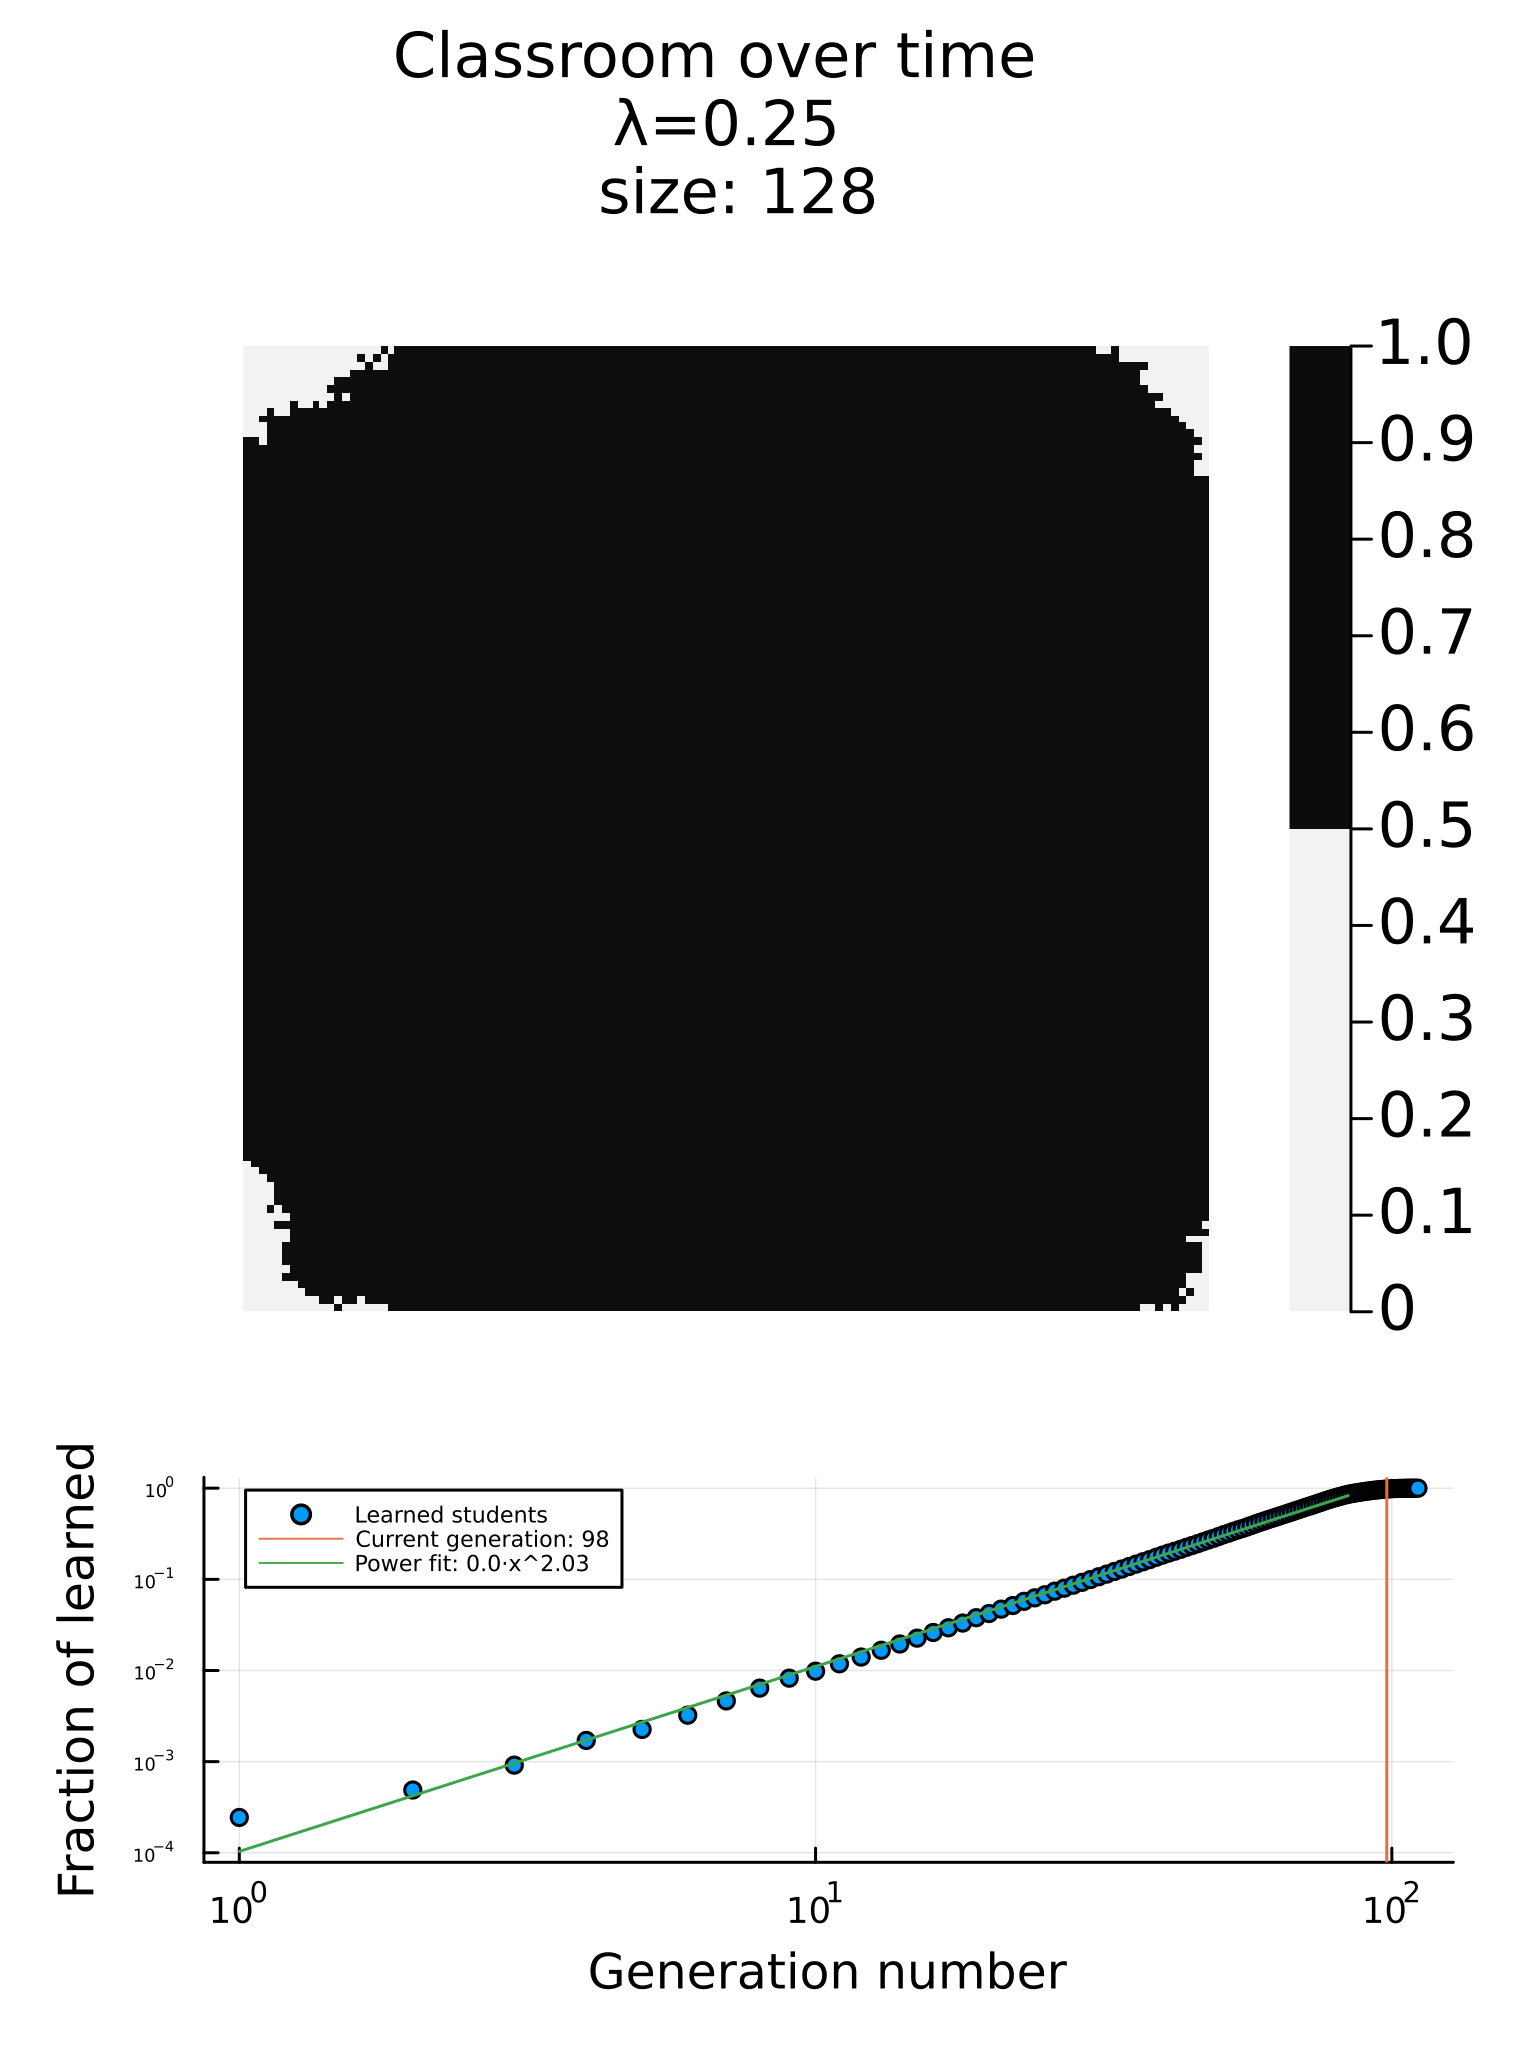 Classroom over time
λ=0.25
size: 128
1.0
0.9
0.8
0.7
0.6
0.5
0.4
0.3
0.2
0.1
0
Fraction of learned
10^0
10^-1
10^-2
10^-3
10^-4
Learned students
Current generation: 98
Power fit: 0.0·x^2.03
10^0 10^1 10^2
Generation number